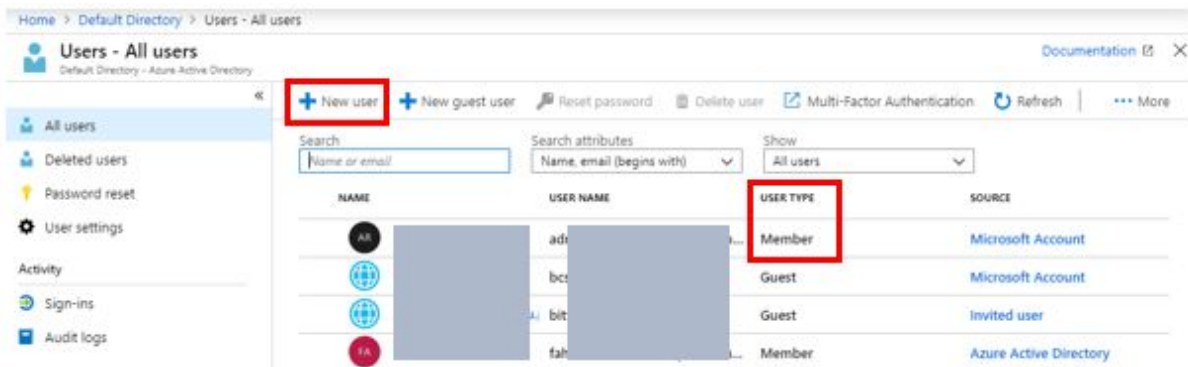 Home > Default Directory > Users - All users
Users - All users
Default Directory - Azure Active Directory
Documentation
«
New user New guest user Reset password Delete user Multi-Factor Authentication Refresh ... More
All users
Deleted users
Password reset
User settings
Activity
Sign-ins
Audit logs
Search Search attributes Show
Name or email Name, email (begins with) All users
NAME USER NAME USER TYPE SOURCE
AR Member Microsoft Account
bcs Guest Microsoft Account
bit Guest Invited user
FA fah Member Azure Active Directory